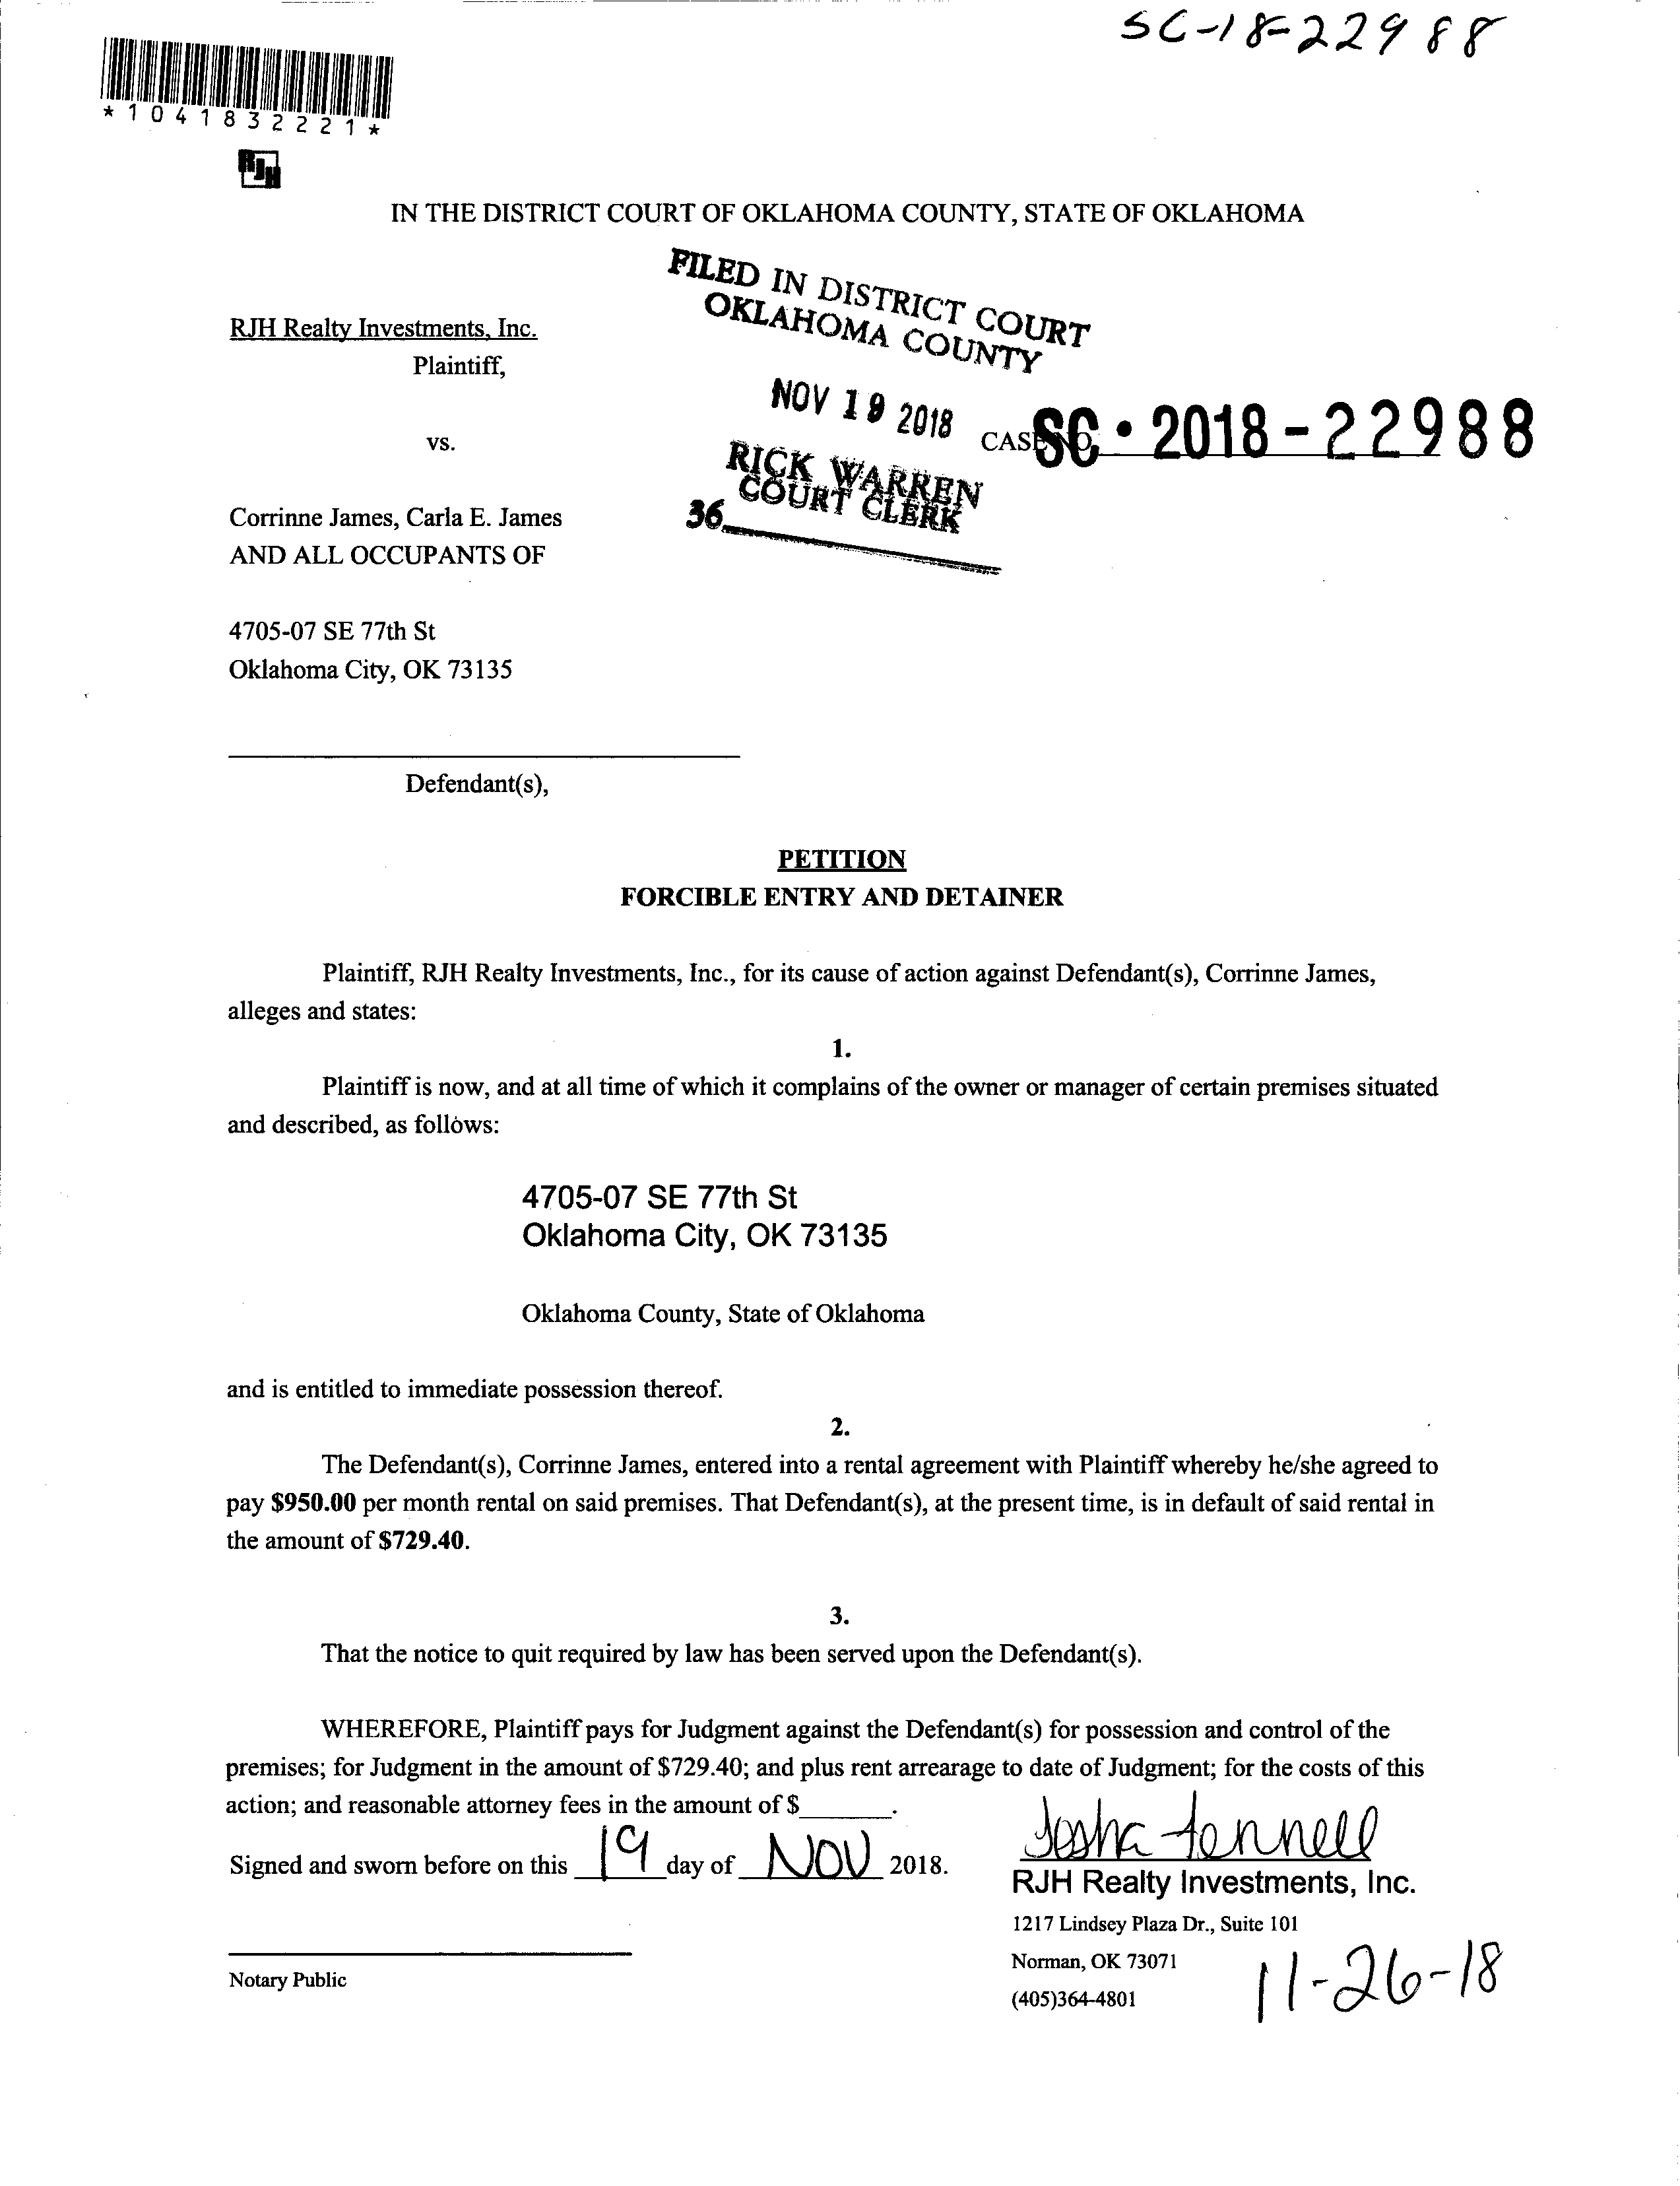 SC-18-22988
*1041832221*
RJH
IN THE DISTRICT COURT OF OKLAHOMA COUNTY, STATE OF OKLAHOMA
FILED IN DISTRICT COURT
OKLAHOMA COUNTY
RJH Realty Investments, Inc.
Plaintiff,
NOV 19 2018
CASE NO. SC • 2018-22988
vs.
RICK WARREN
COURT CLERK
36
Corrinne James, Carla E. James
AND ALL OCCUPANTS OF
4705-07 SE 77th St
Oklahoma City, OK 73135
Defendant(s),
PETITION
FORCIBLE ENTRY AND DETAINER
Plaintiff, RJH Realty Investments, Inc., for its cause of action against Defendant(s), Corrinne James,
alleges and states:
1.
Plaintiff is now, and at all time of which it complains of the owner or manager of certain premises situated
and described, as follows:
4705-07 SE 77th St
Oklahoma City, OK 73135
Oklahoma County, State of Oklahoma
and is entitled to immediate possession thereof.
2.
The Defendant(s), Corrinne James, entered into a rental agreement with Plaintiff whereby he/she agreed to
pay $950.00 per month rental on said premises. That Defendant(s), at the present time, is in default of said rental in
the amount of $729.40.
3.
That the notice to quit required by law has been served upon the Defendant(s).
WHEREFORE, Plaintiff pays for Judgment against the Defendant(s) for possession and control of the
premises; for Judgment in the amount of $729.40; and plus rent arrearage to date of Judgment; for the costs of this
action; and reasonable attorney fees in the amount of $_______.
Signed and sworn before on this 19 day of NOV 2018.
RJH Realty Investments, Inc.
1217 Lindsey Plaza Dr., Suite 101
Norman, OK 73071
Notary Public
(405)364-4801
11-26-18